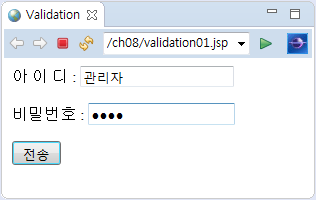 Validation
/ch08/validation01.jsp
아 이 디 : 관리자
비밀번호 : ●●●●
전송